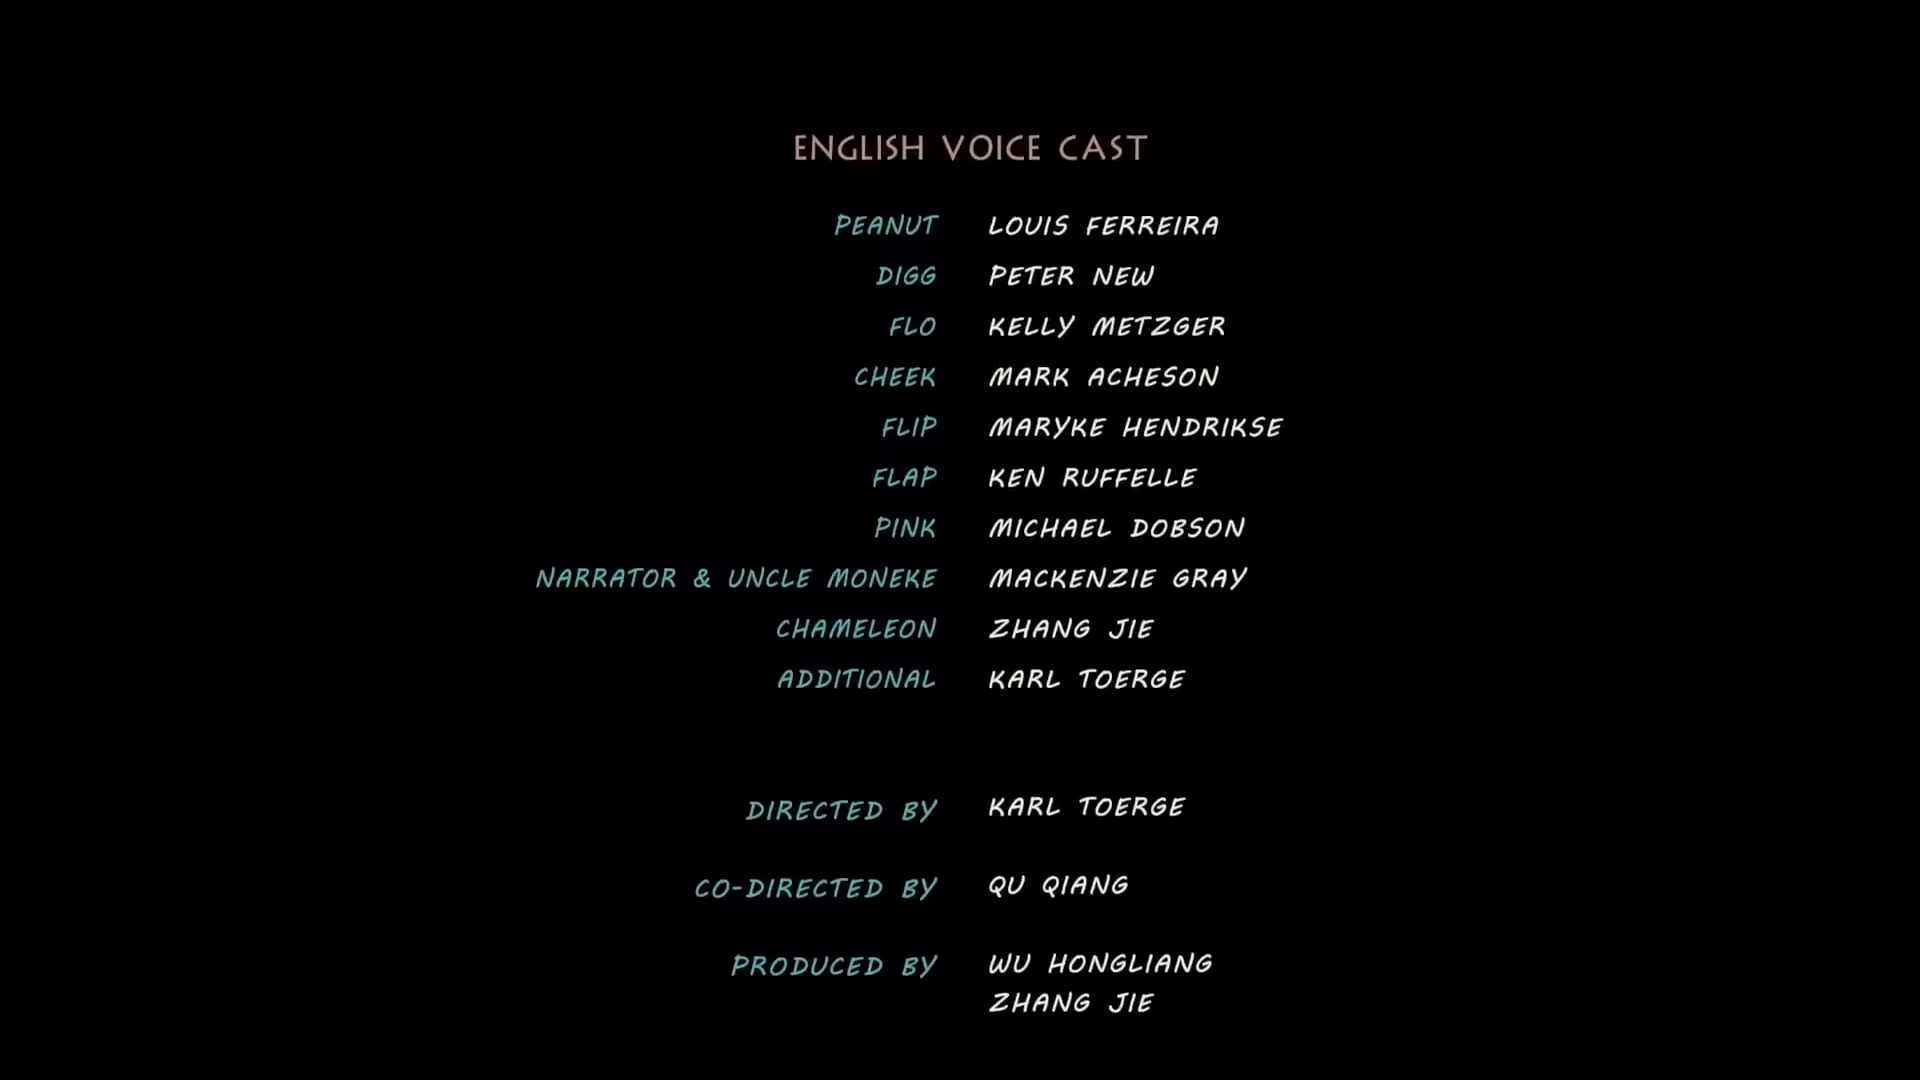 ENGLISH VOICE CAST
PEANUT LOUIS FERREIRA
DIGG PETER NEW
FLO KELLY METZGER
CHEEK MARK ACHESON
FLIP MARYKE HENDRIKSE
FLAP KEN RUFFELLE
PINK MICHAEL DOBSON
NARRATOR & UNCLE MONEKE MACKENZIE GRAY
CHAMELEON ZHANG JIE
ADDITIONAL KARL TOERGE
DIRECTED BY KARL TOERGE
CO-DIRECTED BY QU QIANG
PRODUCED BY WU HONGLIANG
ZHANG JIE